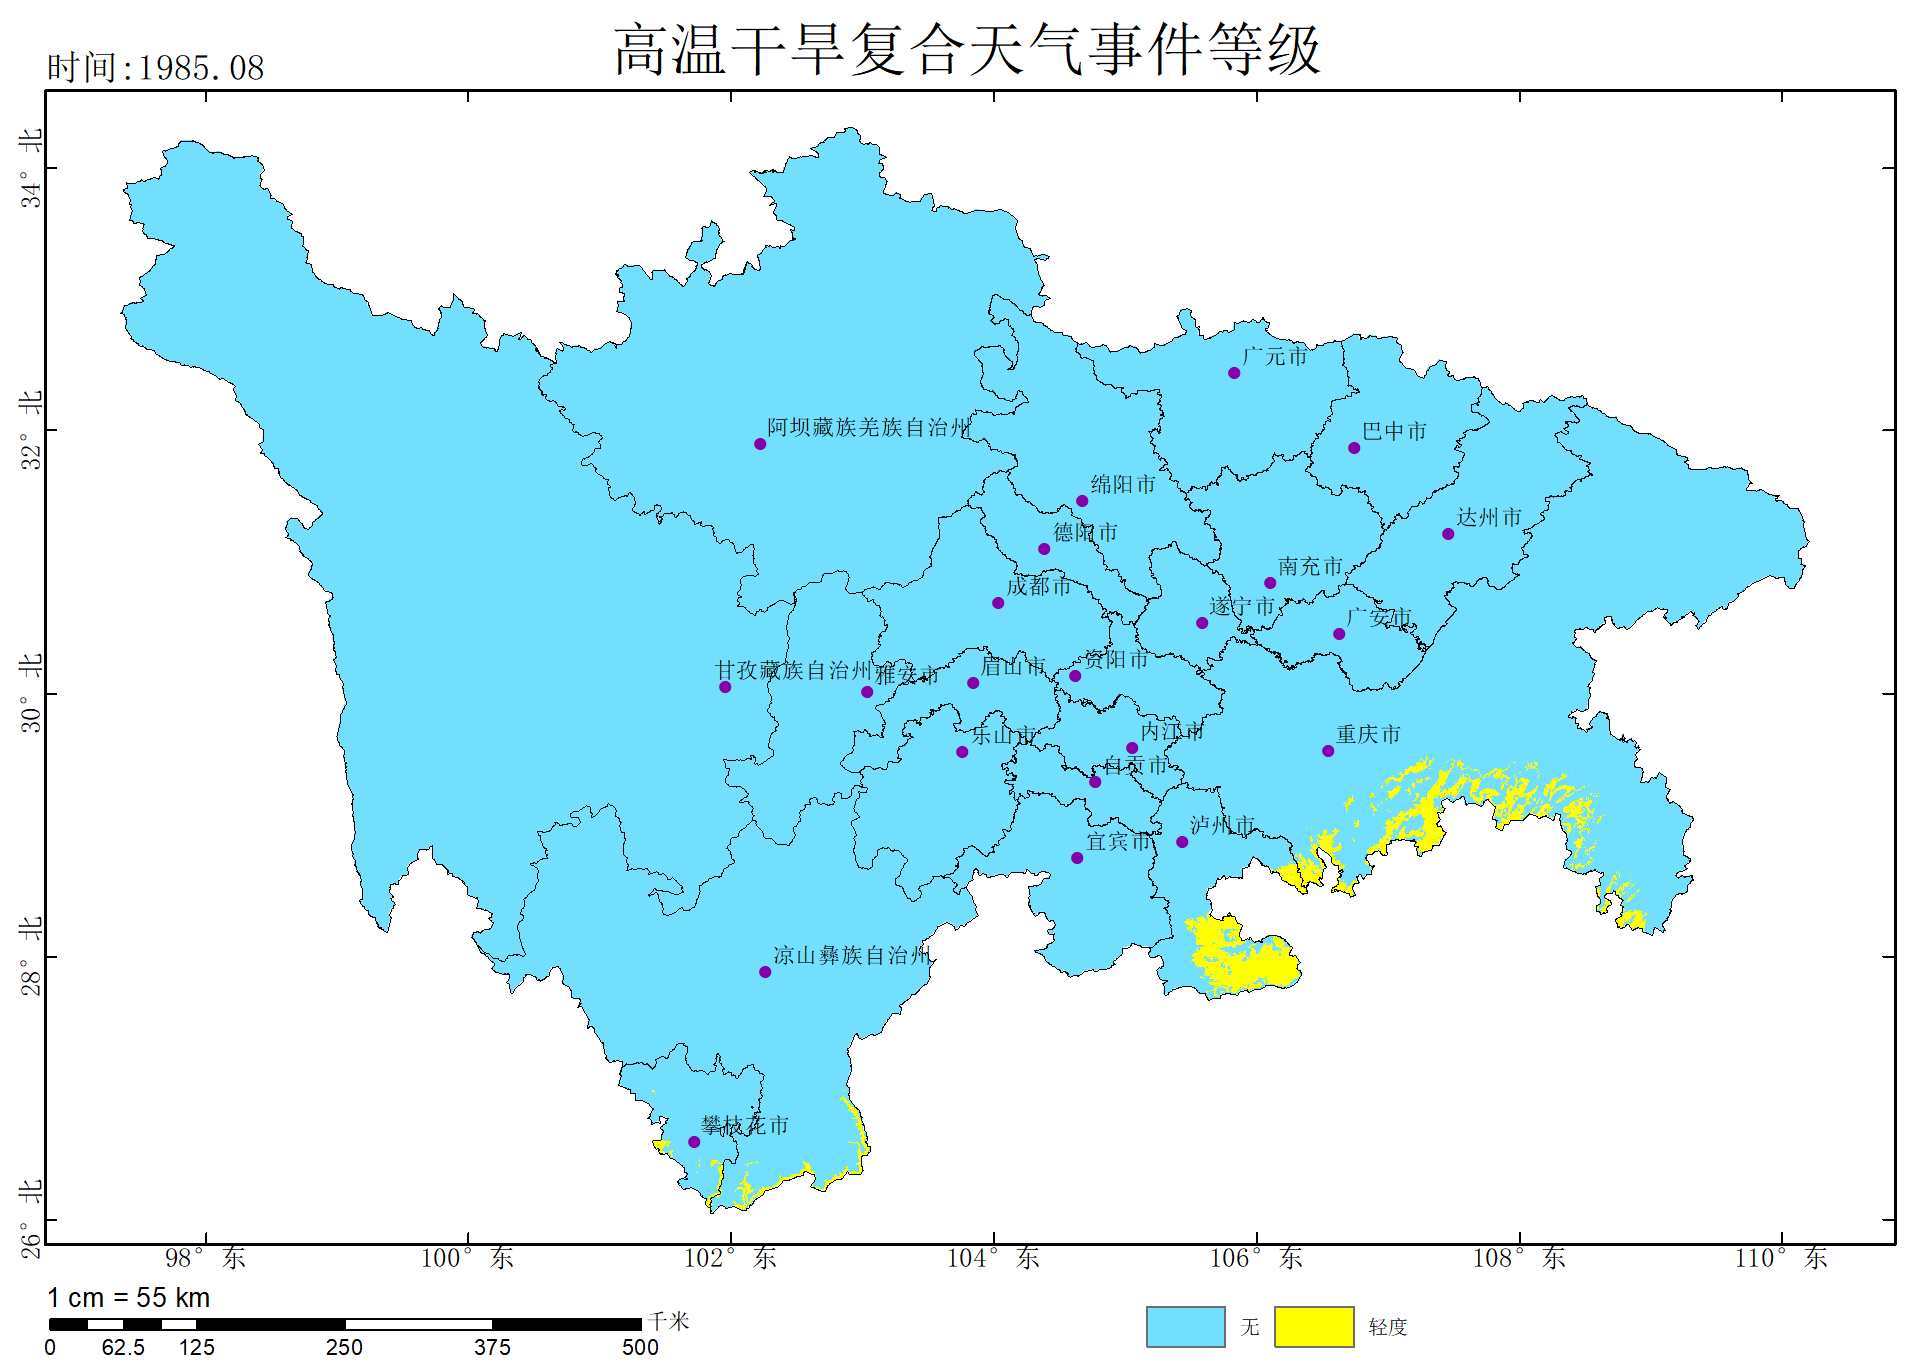 高温干旱复合天气事件等级
时间:1985.08
34° 北
32° 北
30° 北
28° 北
26° 北
广元市
阿坝藏族羌族自治州
巴中市
绵阳市
达州市
德阳市
南充市
成都市
遂宁市
广安市
甘孜藏族自治州
雅安市
眉山市
资阳市
乐山市
内江市
重庆市
自贡市
泸州市
宜宾市
凉山彝族自治州
攀枝花市
98° 东
100° 东
102° 东
104° 东
106° 东
108° 东
110° 东
1 cm = 55 km
千米
0 62.5 125 250 375 500
无
轻度